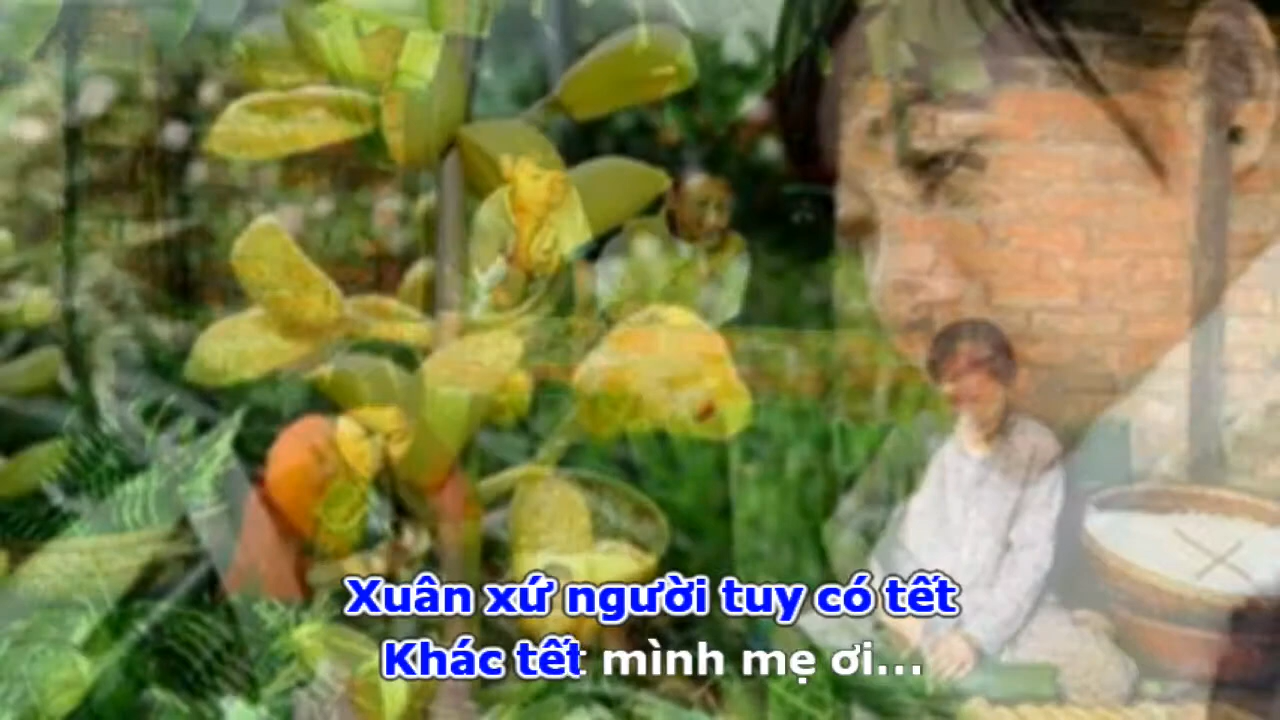 Xuân xứ người tuy có tết
Khác tết mình mẹ ơi...